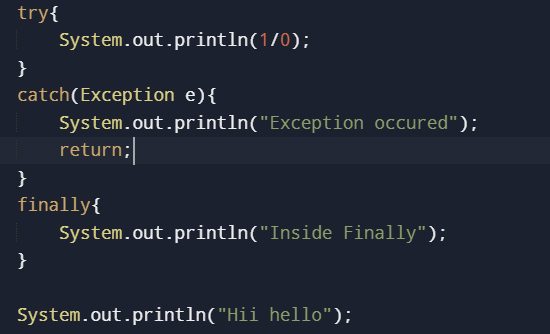 try{
    System.out.println(1/0);
}
catch(Exception e){
    System.out.println("Exception occured");
    return;
}
finally{
    System.out.println("Inside Finally");
}
System.out.println("Hii hello");